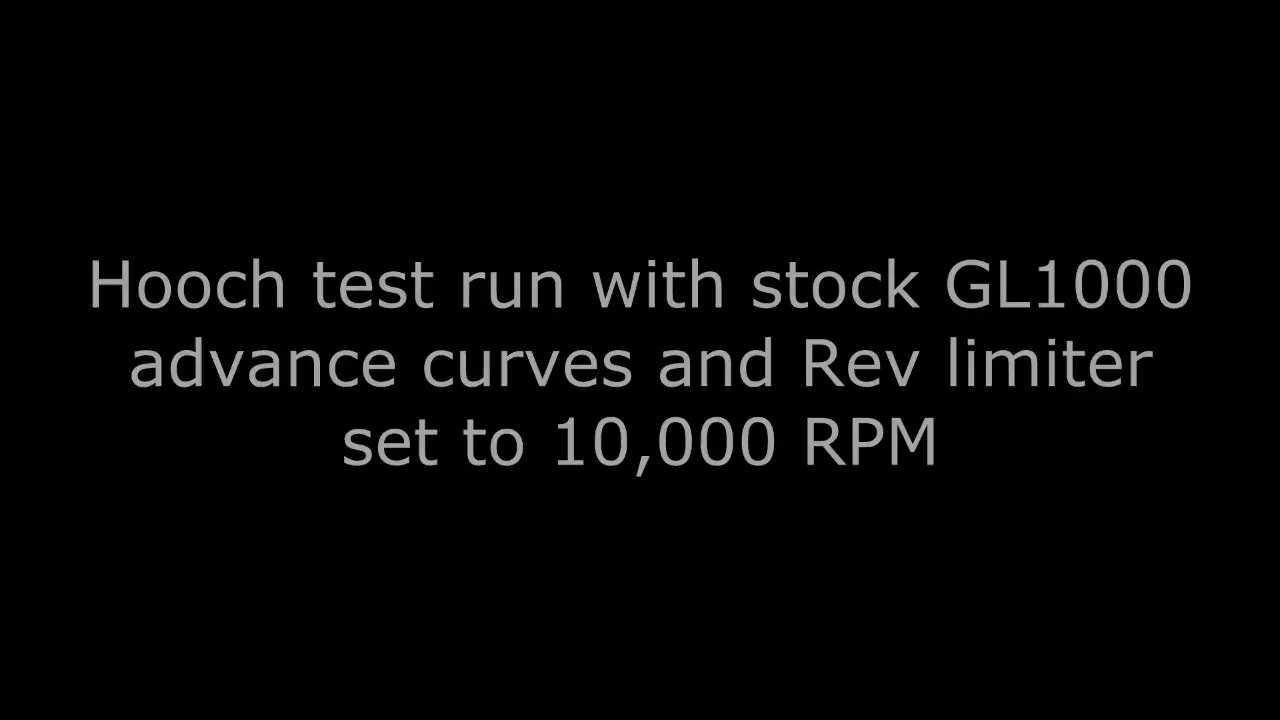 Hooch test run with stock GL1000
advance curves and Rev limiter
set to 10,000 RPM